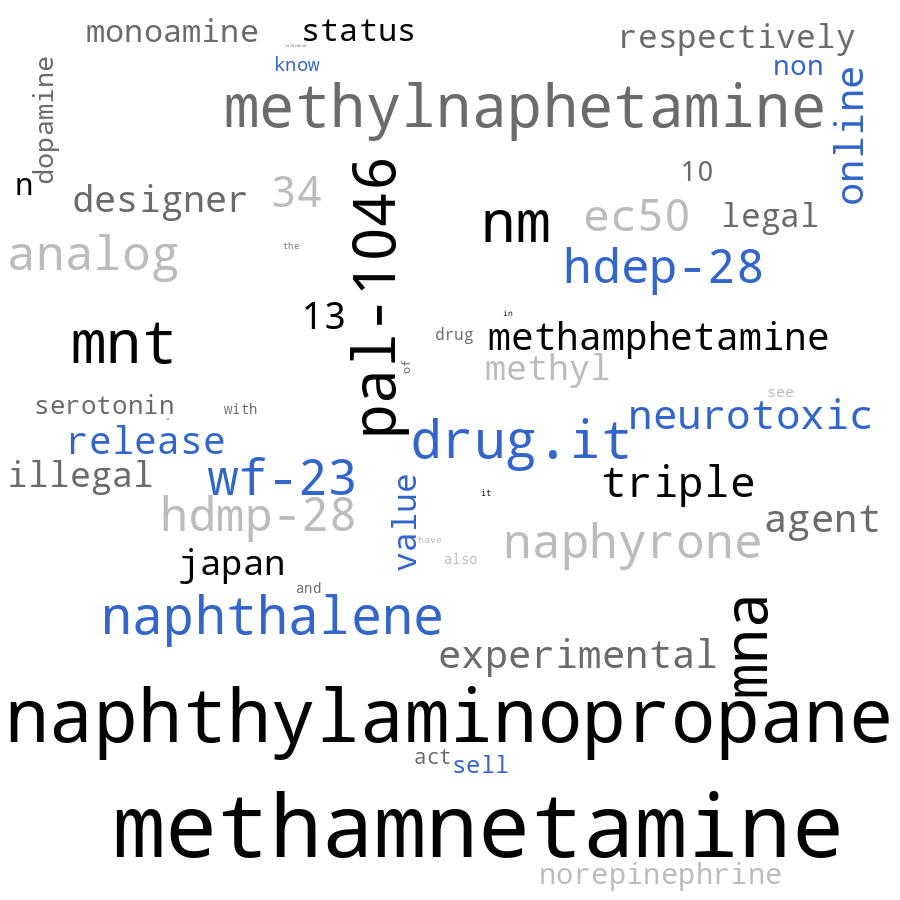 monoamine
status
reference
respectively
know
non
dopamine
methylnaphetamine
online
pal-1046
10
n
designer
34
nm
ec50
legal
analog
the
hdep-28
13
in
mnt
drug
methamphetamine
of
methyl
see
serotonin
with
neurotoxic
release
drug.it
illegal
wf-23
value
triple
it
hdmp-28
agent
naphyrone
have
also
japan
and
mna
naphthalene
experimental
naphthylaminopropane
act
sell
methamnetamine
norepinephrine